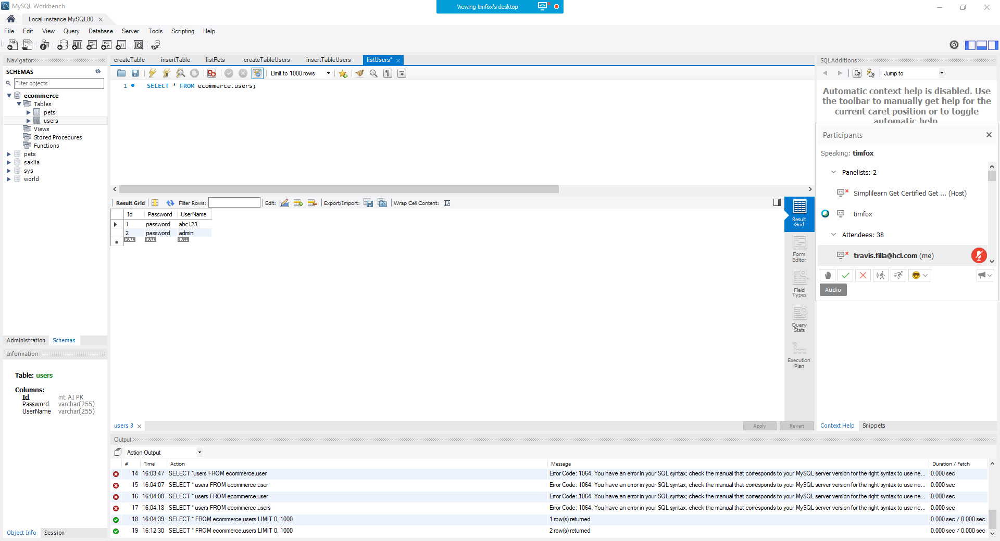 MySQL Workbench
Viewing timfox's desktop
Local instance MySQL80
File Edit View Query Database Server Tools Scripting Help
Navigator
SCHEMAS
Filter objects
ecommerce
Tables
pets
users
Views
Stored Procedures
Functions
pets
sakila
sys
world
Administration Schemas
Information
Table: users
Columns:
Id int AI PK
Password varchar(255)
UserName varchar(255)
Object Info Session
createTable insertTable listPets createTableUsers insertTableUsers listUsers*
Limit to 1000 rows
1 SELECT * FROM ecommerce.users;
Result Grid Filter Rows: Edit: Export/Import: Wrap Cell Content:
Id Password UserName
1 password abc123
2 password admin
NULL NULL NULL
Result Grid
Form Editor
Field Types
Query Stats
Execution Plan
users 8
Apply Revert
Output
Action Output
# Time Action Message Duration / Fetch
14 16:03:47 SELECT *users FROM ecommerce.user Error Code: 1064. You have an error in your SQL syntax; check the manual that corresponds to your MySQL server version for the right syntax to use ne... 0.000 sec
15 16:04:07 SELECT * users FROM ecommerce.user Error Code: 1064. You have an error in your SQL syntax; check the manual that corresponds to your MySQL server version for the right syntax to use ne... 0.000 sec
16 16:04:08 SELECT * users FROM ecommerce.user Error Code: 1064. You have an error in your SQL syntax; check the manual that corresponds to your MySQL server version for the right syntax to use ne... 0.000 sec
17 16:04:18 SELECT * users FROM ecommerce.users Error Code: 1064. You have an error in your SQL syntax; check the manual that corresponds to your MySQL server version for the right syntax to use ne... 0.000 sec
18 16:04:39 SELECT * FROM ecommerce.users LIMIT 0, 1000 1 row(s) returned 0.000 sec / 0.000 sec
19 16:12:30 SELECT * FROM ecommerce.users LIMIT 0, 1000 2 row(s) returned 0.000 sec / 0.000 sec
SQLAdditions
Jump to
Automatic context help is disabled. Use
the toolbar to manually get help for the
current caret position or to toggle
automatic help
Participants
Speaking: timfox
Panelists: 2
Simplilearn Get Certified Get ... (Host)
timfox
Attendees: 38
travis.filla@hcl.com (me)
Audio
Context Help Snippets